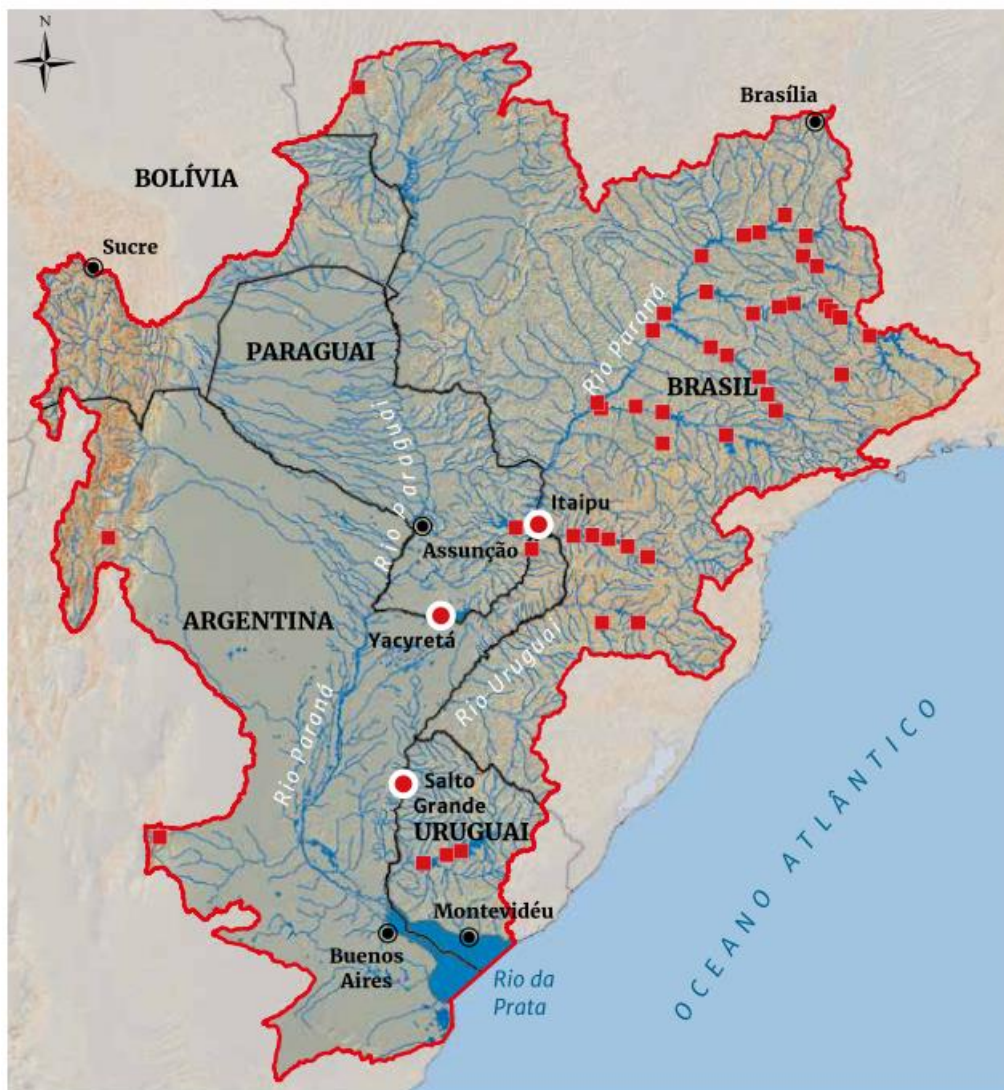 N
Brasília
BOLÍVIA
Sucre
PARAGUAI
Rio Paraná
BRASIL
Rio Paraguai
Itaipu
Assunção
ARGENTINA
Yacyretá
Rio Uruguai
Rio Paraná
Salto
Grande
URUGUAI
OCEANO ATLÂNTICO
Montevidéu
Buenos
Aires
Rio da
Prata